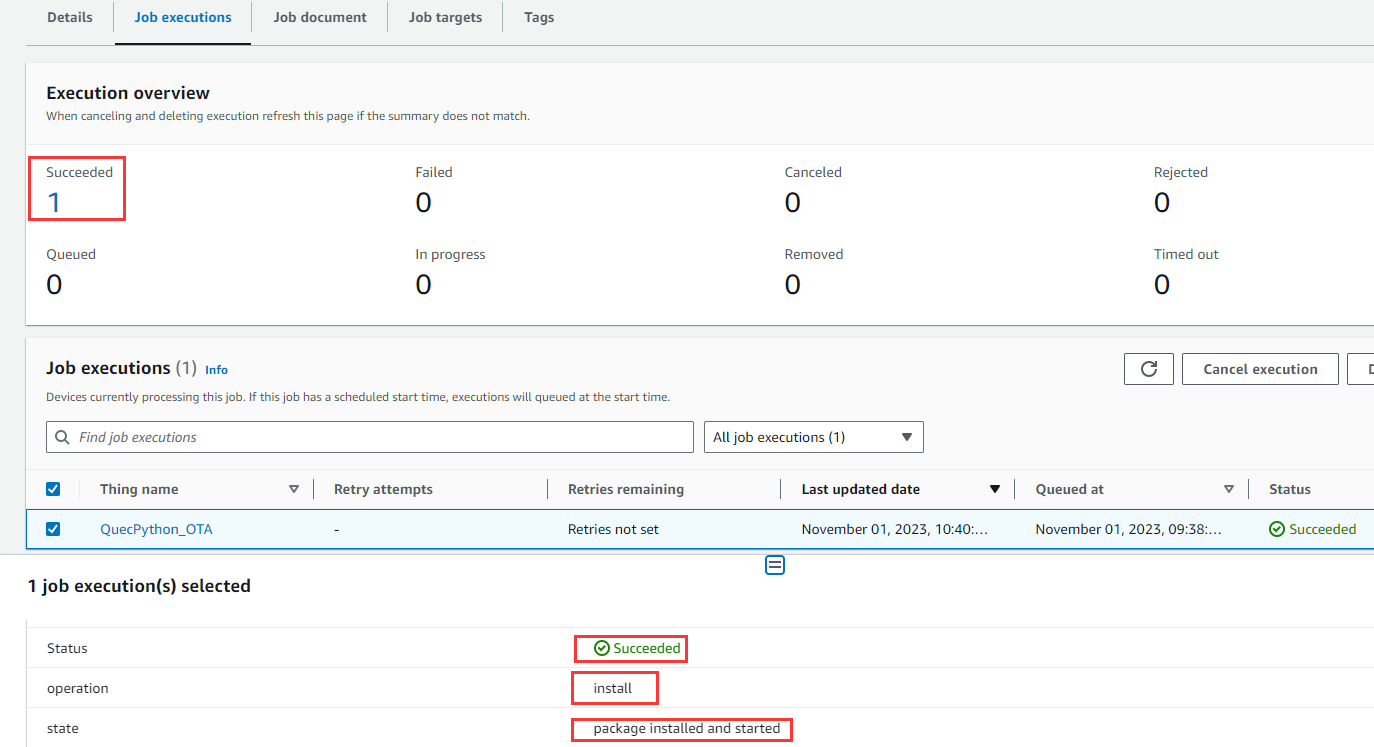 Details Job executions Job document Job targets Tags
Execution overview
When canceling and deleting execution refresh this page if the summary does not match.
Succeeded Failed Canceled Rejected
1 0 0 0
Queued In progress Removed Timed out
0 0 0 0
Job executions (1) Info
Cancel execution
Devices currently processing this job. If this job has a scheduled start time, executions will queued at the start time.
Find job executions All job executions (1)
Thing name Retry attempts Retries remaining Last updated date Queued at Status
QuecPython_OTA - Retries not set November 01, 2023, 10:40:... November 01, 2023, 09:38:... Succeeded
1 job execution(s) selected
Status Succeeded
operation install
state package installed and started